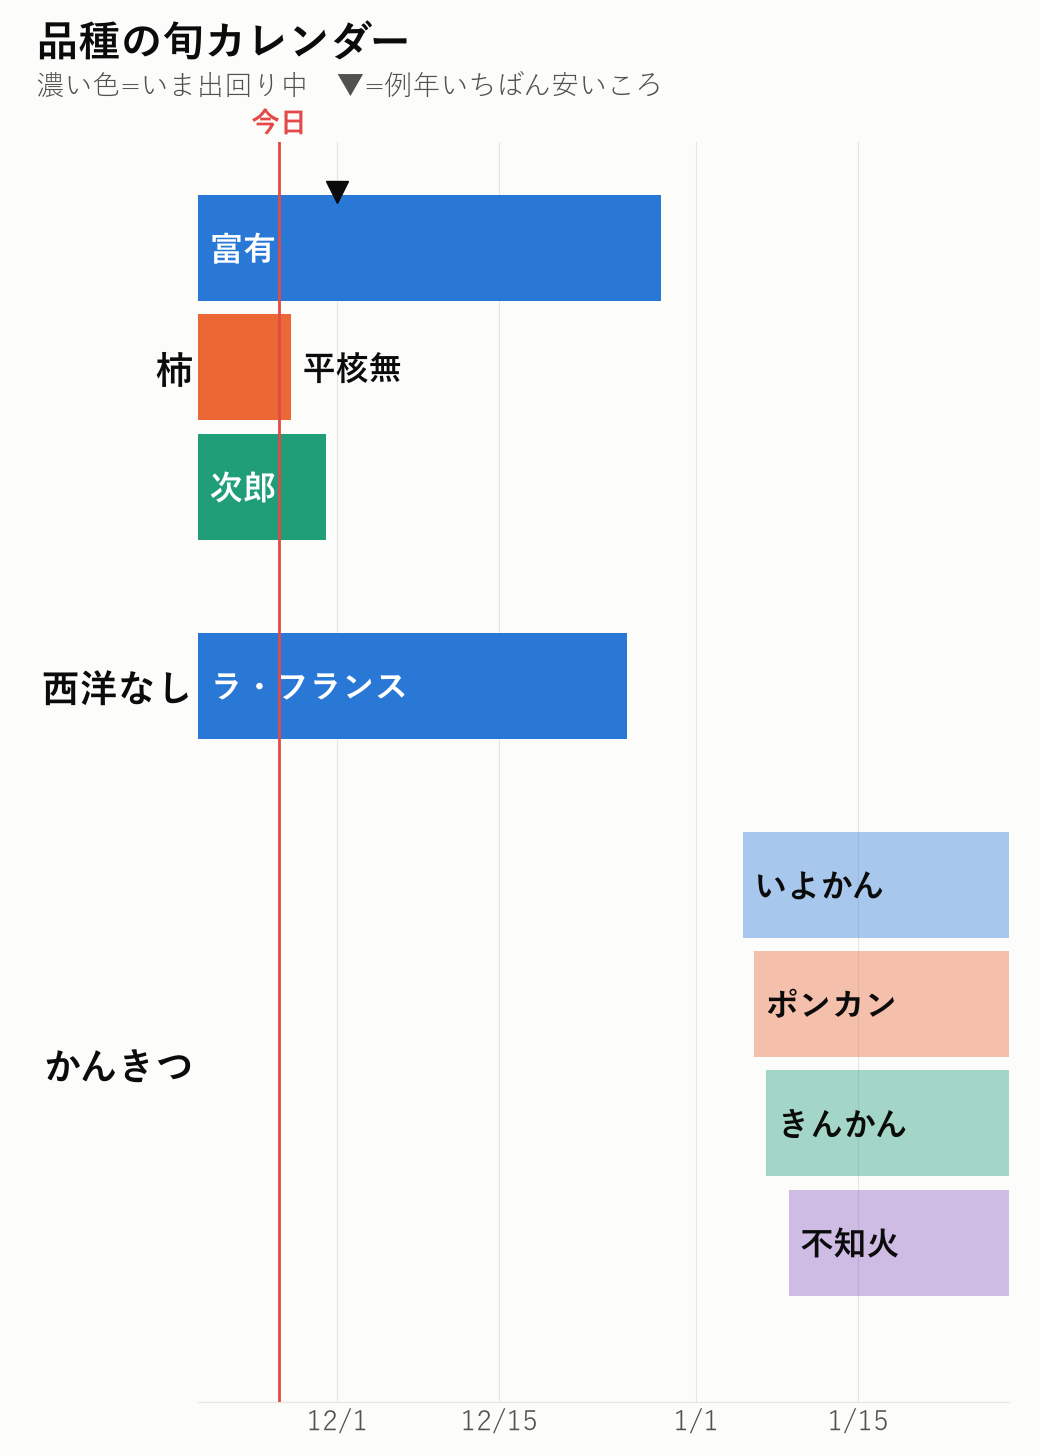 品種の旬カレンダー
濃い色=いま出回り中　▼=例年いちばん安いころ
今日
富有
柿
平核無
次郎
西洋なし
ラ・フランス
いよかん
ポンカン
かんきつ
きんかん
不知火
12/1
12/15
1/1
1/15